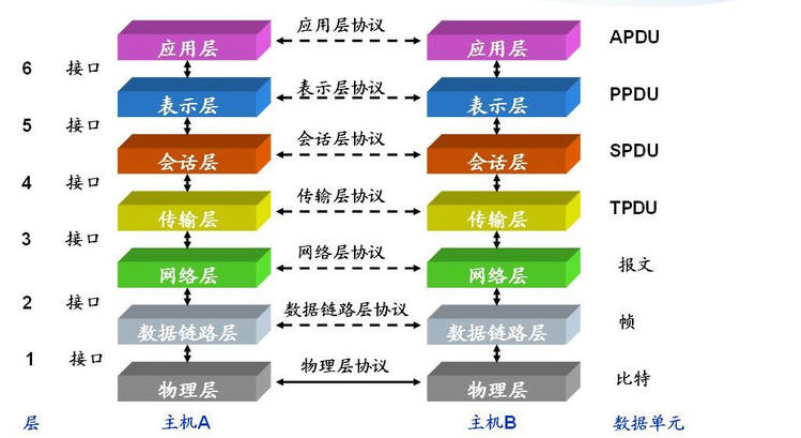 应用层 应用层协议 应用层 APDU
6 接口
表示层 表示层协议 表示层 PPDU
5 接口
会话层 会话层协议 会话层 SPDU
4 接口
传输层 传输层协议 传输层 TPDU
3 接口
网络层 网络层协议 网络层 报文
2 接口
数据链路层 数据链路层协议 数据链路层 帧
1 接口
物理层 物理层协议 物理层 比特
层 主机A 主机B 数据单元